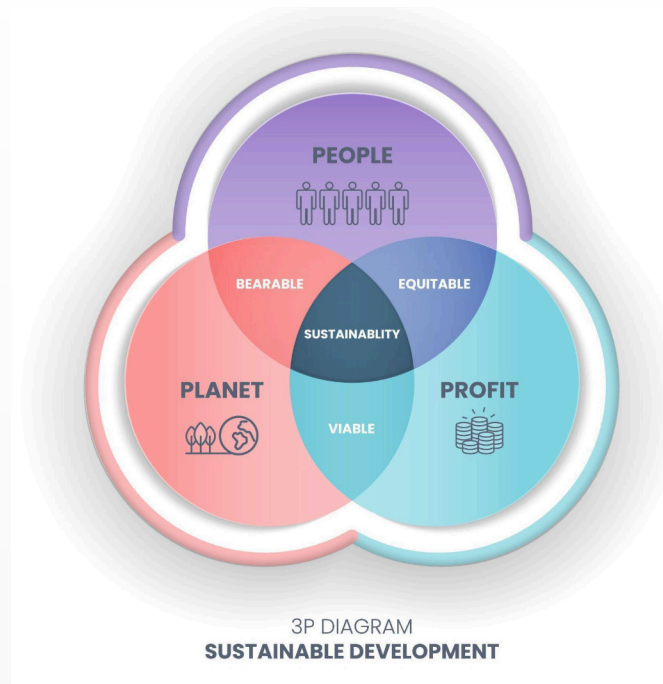 PEOPLE
BEARABLE
EQUITABLE
SUSTAINABLITY
PLANET
PROFIT
VIABLE
3P DIAGRAM
SUSTAINABLE DEVELOPMENT